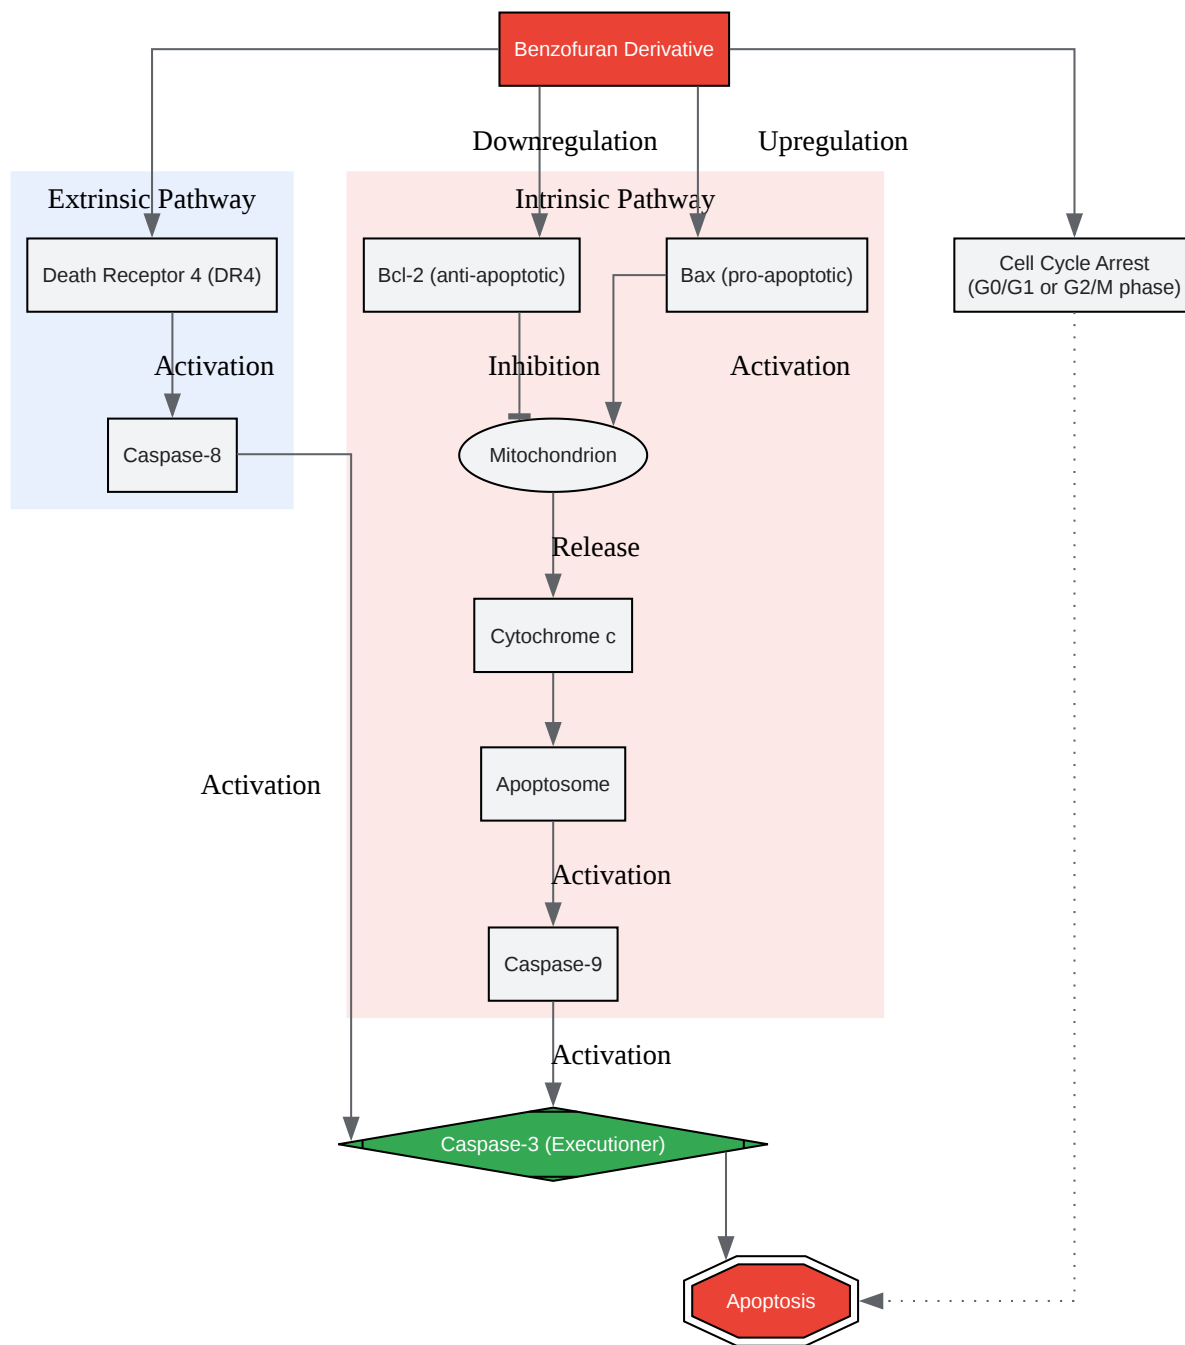 Benzofuran Derivative
Downregulation
Upregulation
Extrinsic Pathway
Intrinsic Pathway
Death Receptor 4 (DR4)
Bcl-2 (anti-apoptotic)
Bax (pro-apoptotic)
Cell Cycle Arrest
(G0/G1 or G2/M phase)
Activation
Inhibition
Activation
Caspase-8
Mitochondrion
Release
Cytochrome c
Activation
Apoptosome
Activation
Caspase-9
Activation
Caspase-3 (Executioner)
Apoptosis